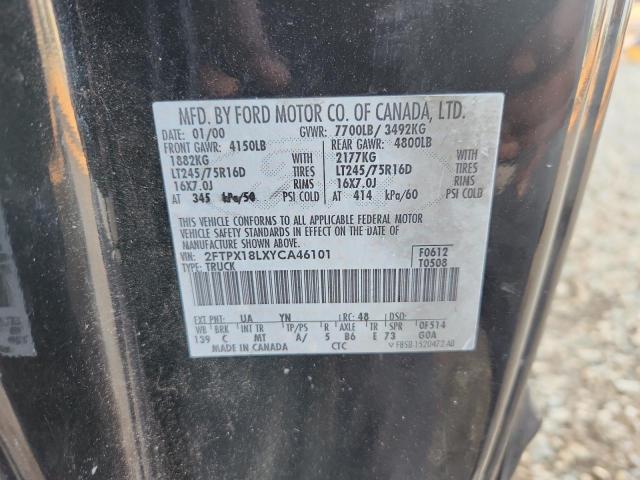 MFD. BY FORD MOTOR CO. OF CANADA, LTD.
DATE: 01/00 GVWR: 7700LB/ 3492KG
FRONT GAWR: 4150LB REAR GAWR: 4800LB
1882KG WITH 2177KG WITH
LT245/75R16D TIRES LT245/75R16D TIRES
16X7.0J RIMS 16X7.0J RIMS
AT 345 kPa/50 PSI COLD AT 414 kPa/60 PSI COLD
THIS VEHICLE CONFORMS TO ALL APPLICABLE FEDERAL MOTOR
VEHICLE SAFETY STANDARDS IN EFFECT ON THE DATE OF
MANUFACTURE SHOWN ABOVE.
VIN: 2FTPX18LXYCA46101 F0612
TYPE: TRUCK T0508
EXT PNT: UA YN RC: 48 DSO:
WB BRK INT TR TP/PS R AXLE TR SPR 0F514
139 C MT A/ 5 B6 E 73 G0A
MADE IN CANADA CTC F85B-1520472-AB